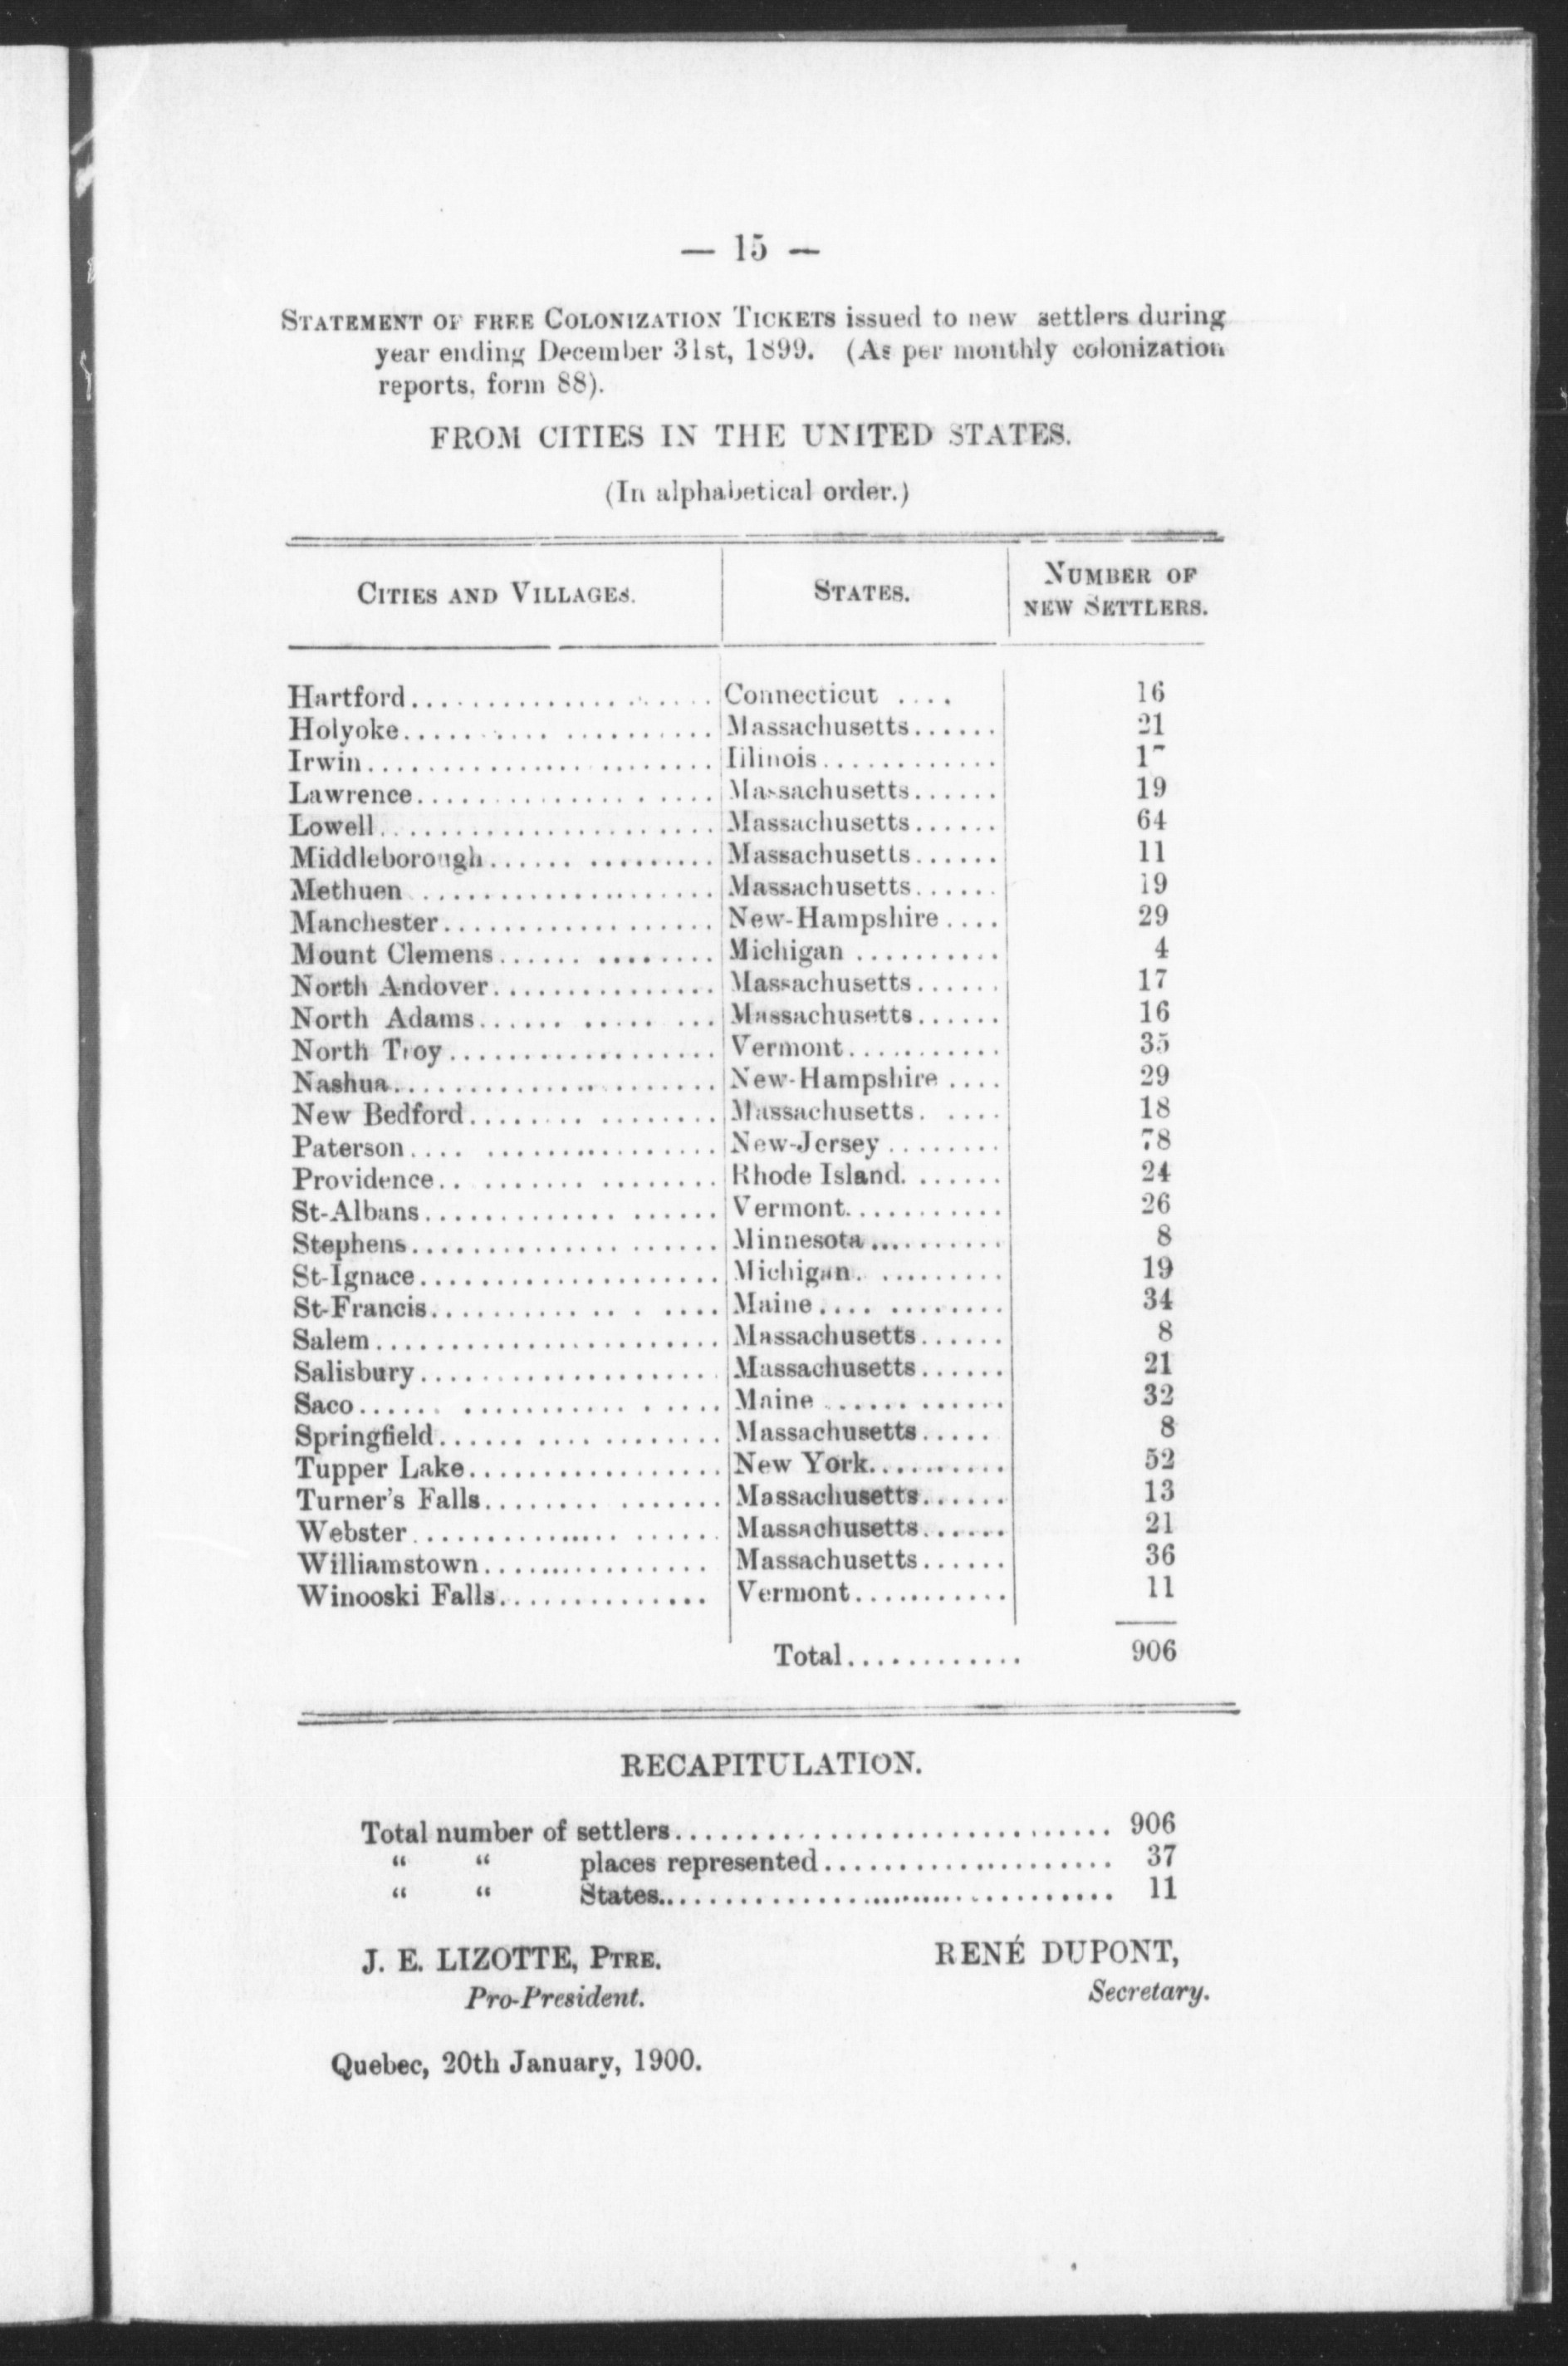 — 15 —
STATEMENT OF FREE COLONIZATION TICKETS issued to new settlers during
year ending December 31st, 1899. (As per monthly colonization
reports, form 88).
FROM CITIES IN THE UNITED STATES.
(In alphabetical order.)
CITIES AND VILLAGES. STATES. NUMBER OF
NEW SETTLERS.
Hartford.................... Connecticut .... 16
Holyoke.................... Massachusetts...... 21
Irwin....................... Illinois............
Lawrence.................... Massachusetts...... 19
Lowell...................... Massachusetts...... 64
Middleborough............... Massachusetts...... 11
Methuen .................... Massachusetts...... 19
Manchester.................. New-Hampshire .... 29
Mount Clemens.............. Michigan .......... 4
North Andover............... Massachusetts...... 17
North Adams.............. Massachusetts...... 16
North Troy.................. Vermont........... 35
Nashua...................... New-Hampshire .... 29
New Bedford................ Massachusetts. .... 18
Paterson.... ................ New-Jersey ........ 78
Providence.. ........ ........ Rhode Island. ...... 24
St-Albans............. ...... Vermont........... 26
Stephens..................... Minnesota ......... 8
St-Ignace.................... Michigan. ........ 19
St-Francis........... .. . .... Maine.... ........ 34
Salem....................... Massachusetts...... 8
Salisbury.................... Massachusetts...... 21
Saco...... ........... . ..... Maine ...... ...... 32
Springfield...... .... ........ Massachusetts..... 8
Tupper Lake................. New York.......... 52
Turner's Falls........ ....... Massachusetts...... 13
Webster.............. ...... Massachusetts...... 21
Williamstown............... Massachusetts...... 36
Winooski Falls.............. Vermont........... 11
Total............ 906
RECAPITULATION.
Total number of settlers............................. 906
“ “ places represented.................... 37
“ “ States.............................. 11
J. E. LIZOTTE, PTRE. RENÉ DUPONT,
Pro-President. Secretary.
Quebec, 20th January, 1900.